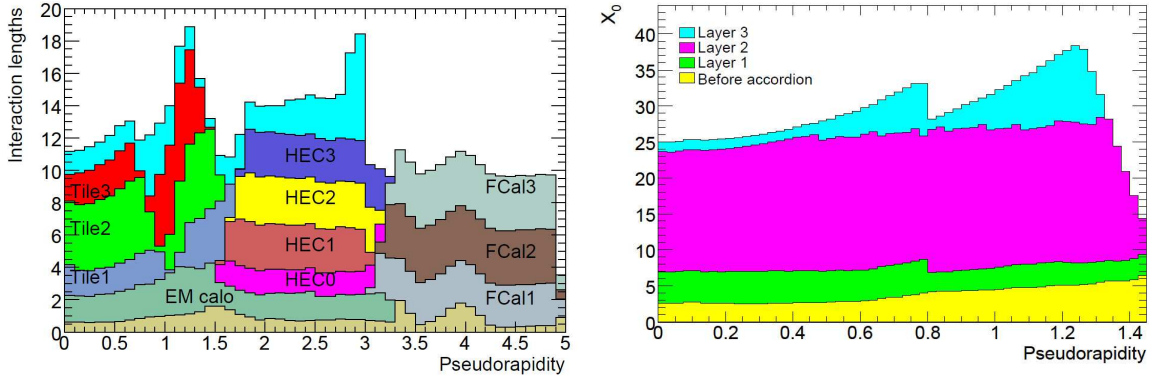 Interaction lengths
20
18
16
14
12
10
8
6
4
2
0
0 0.5 1 1.5 2 2.5 3 3.5 4 4.5 5
Pseudorapidity
Tile3
Tile2
Tile1
EM calo
HEC3
HEC2
HEC1
HEC0
FCal3
FCal2
FCal1
X0
40
35
30
25
20
15
10
5
0
0 0.2 0.4 0.6 0.8 1 1.2 1.4
Pseudorapidity
Layer 3
Layer 2
Layer 1
Before accordion